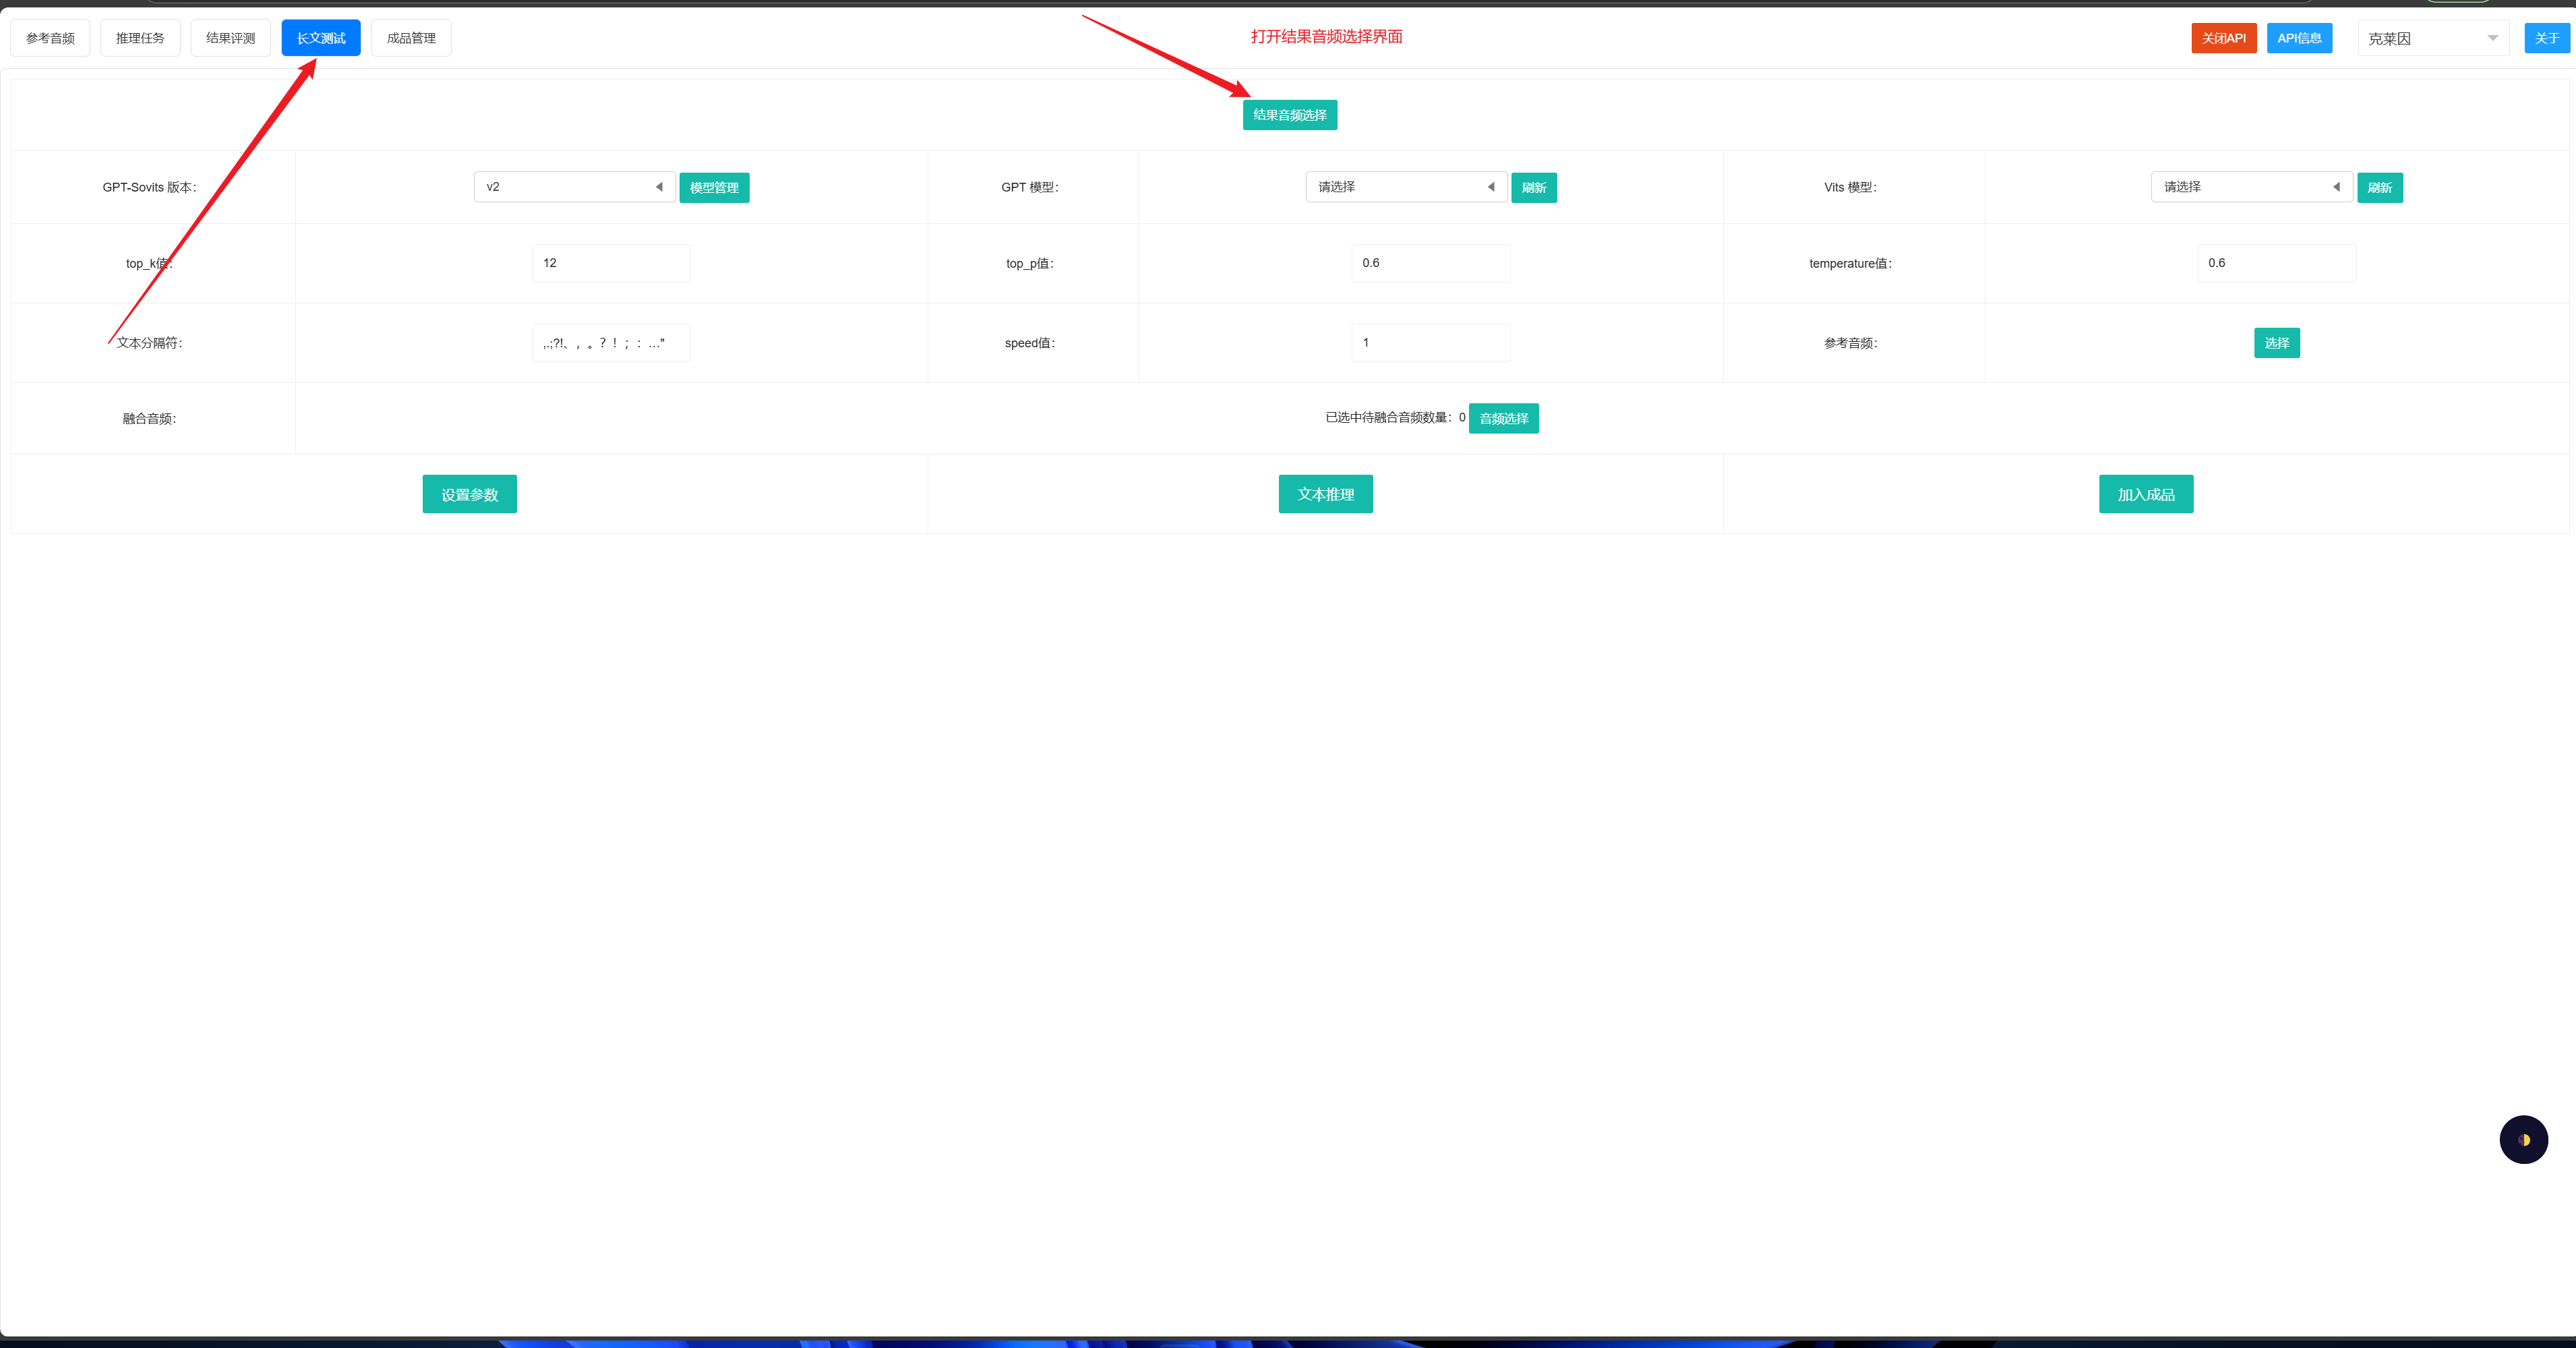 参考音频 推理任务 结果评测 长文测试 成品管理 打开结果音频选择界面 关闭API API信息 克莱因 关于
结果音频选择
GPT-Sovits 版本： v2 模型管理 GPT 模型： 请选择 刷新 Vits 模型： 请选择 刷新
top_k值： 12 top_p值： 0.6 temperature值： 0.6
文本分隔符： ,.;?!、，。？！；：…" speed值： 1 参考音频： 选择
融合音频： 已选中待融合音频数量：0 音频选择
设置参数 文本推理 加入成品